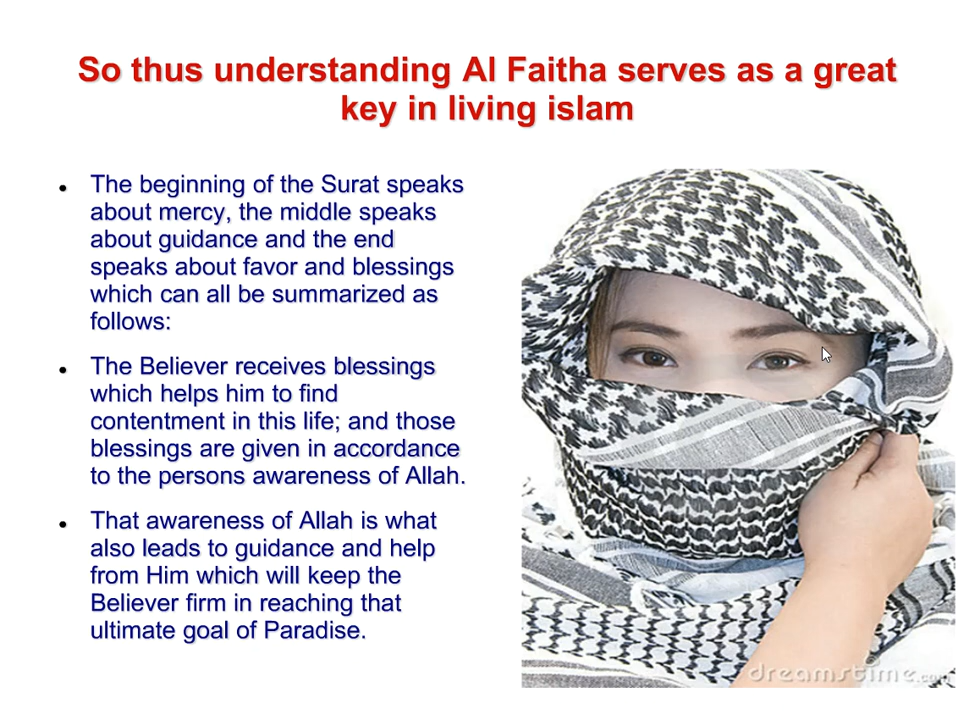 So thus understanding Al Faitha serves as a great
key in living islam
The beginning of the Surat speaks
about mercy, the middle speaks
about guidance and the end
speaks about favor and blessings
which can all be summarized as
follows:
The Believer receives blessings
which helps him to find
contentment in this life; and those
blessings are given in accordance
to the persons awareness of Allah.
That awareness of Allah is what
also leads to guidance and help
from Him which will keep the
Believer firm in reaching that
ultimate goal of Paradise.
dreamstime.com